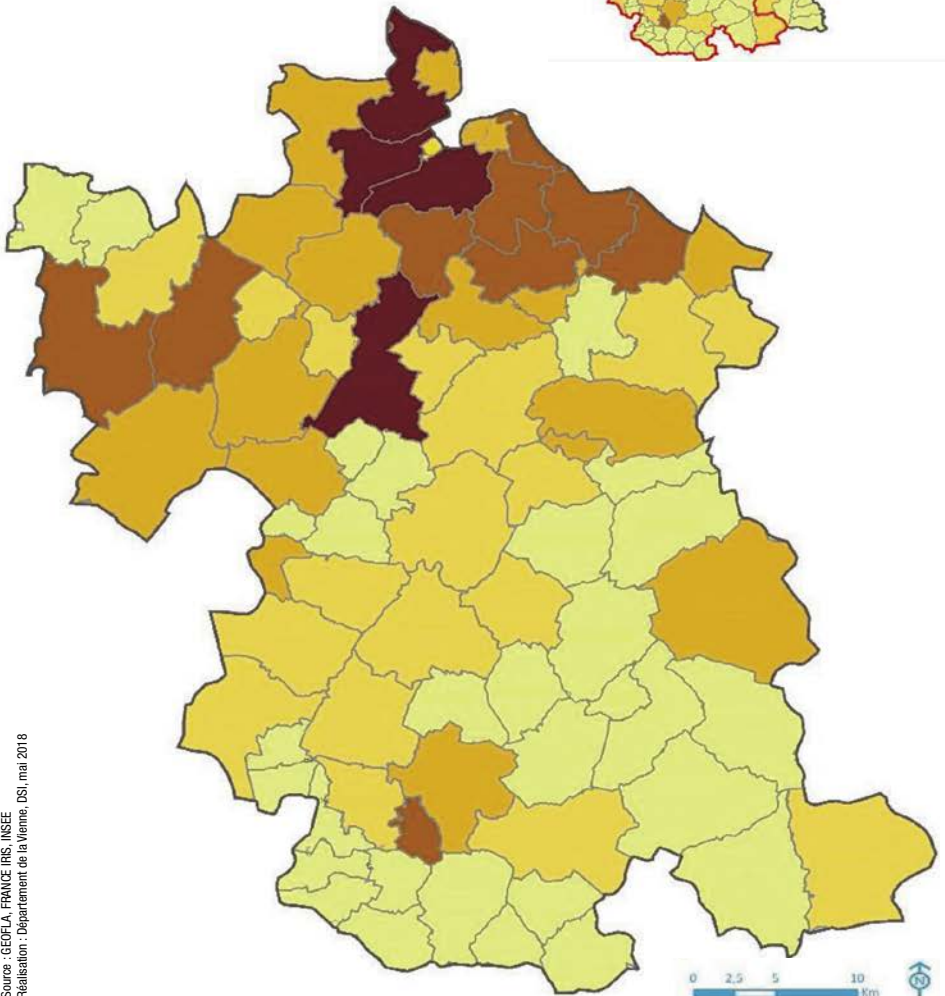 Source : GEOFLA, FRANCE IRIS, INSEE
Réalisation : Département de la Vienne, DSI, mai 2018
0 2,5 5 10
Km
N